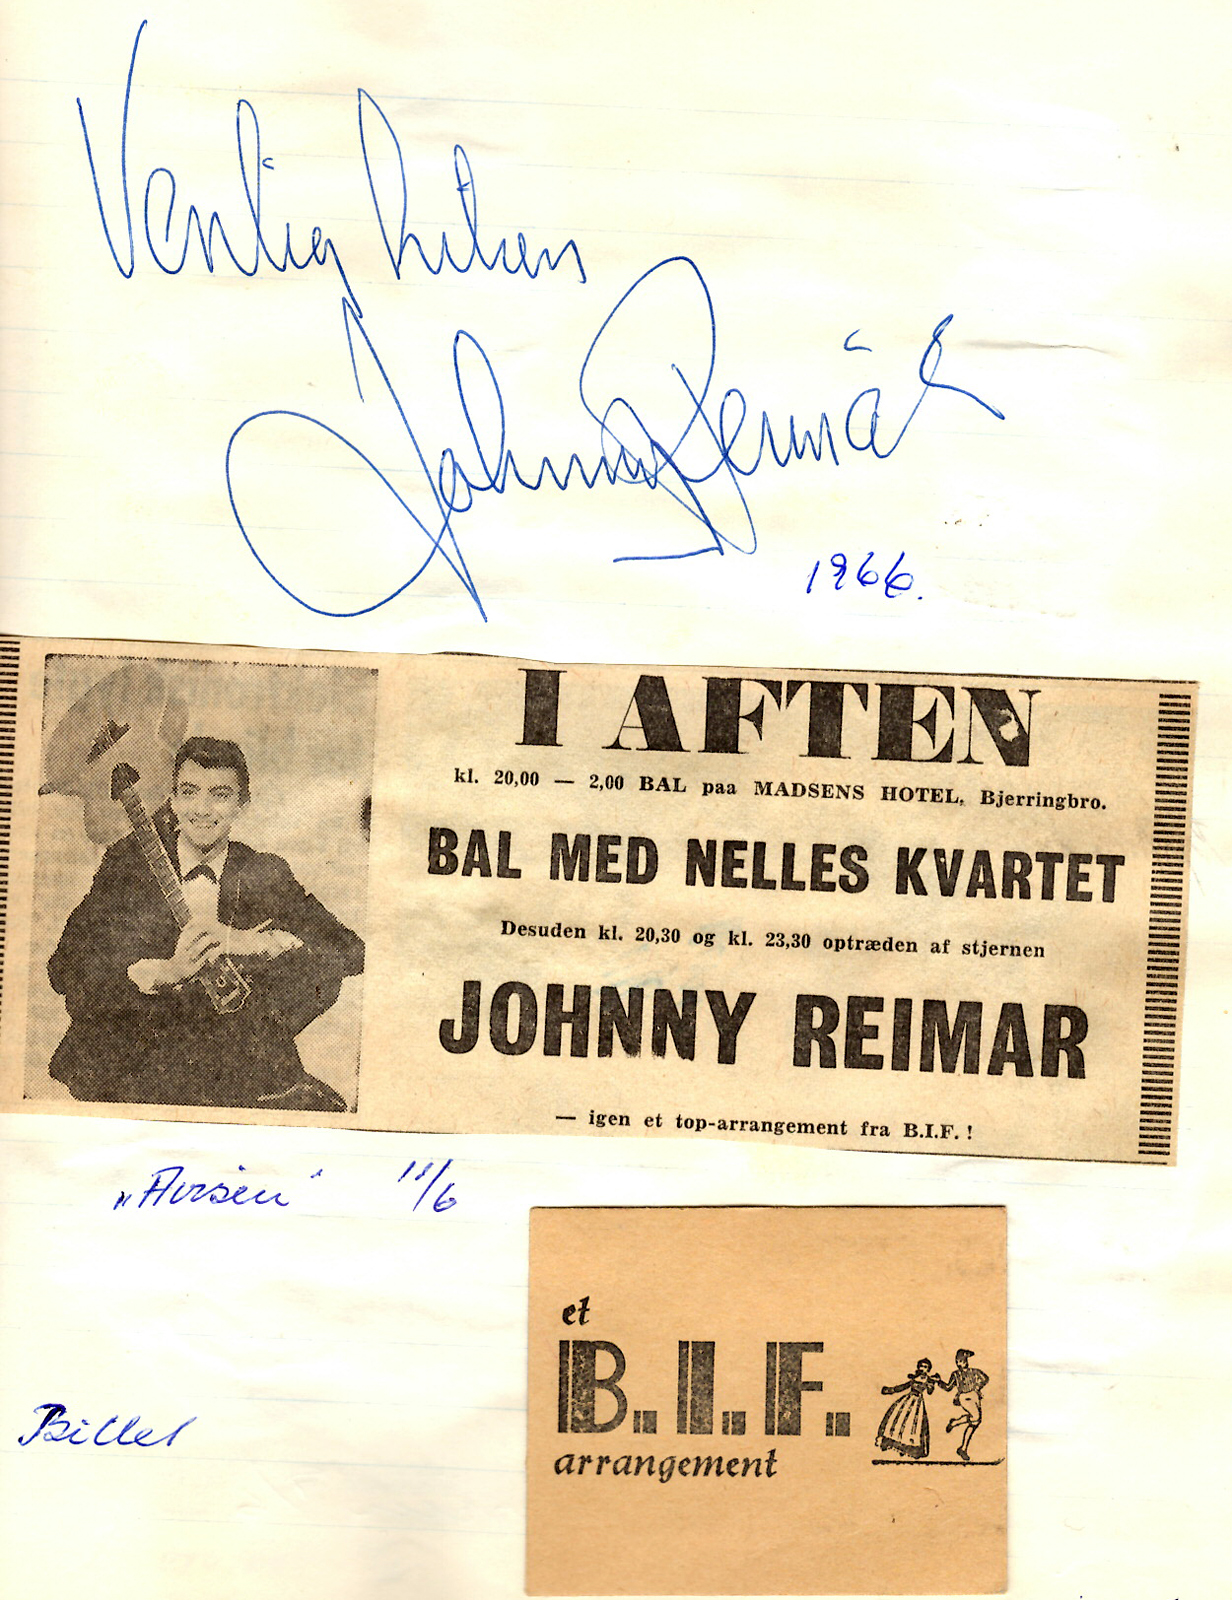 Venlig hilsen
Johnny Reimar
1966.
I AFTEN
kl. 20,00 — 2,00 BAL paa MADSENS HOTEL, Bjerringbro.
BAL MED NELLES KVARTET
Desuden kl. 20,30 og kl. 23,30 optræden af stjernen
JOHNNY REIMAR
— igen et top-arrangement fra B.I.F.!
„Avisen" 11/6
et
B.I.F.
arrangement
Billet